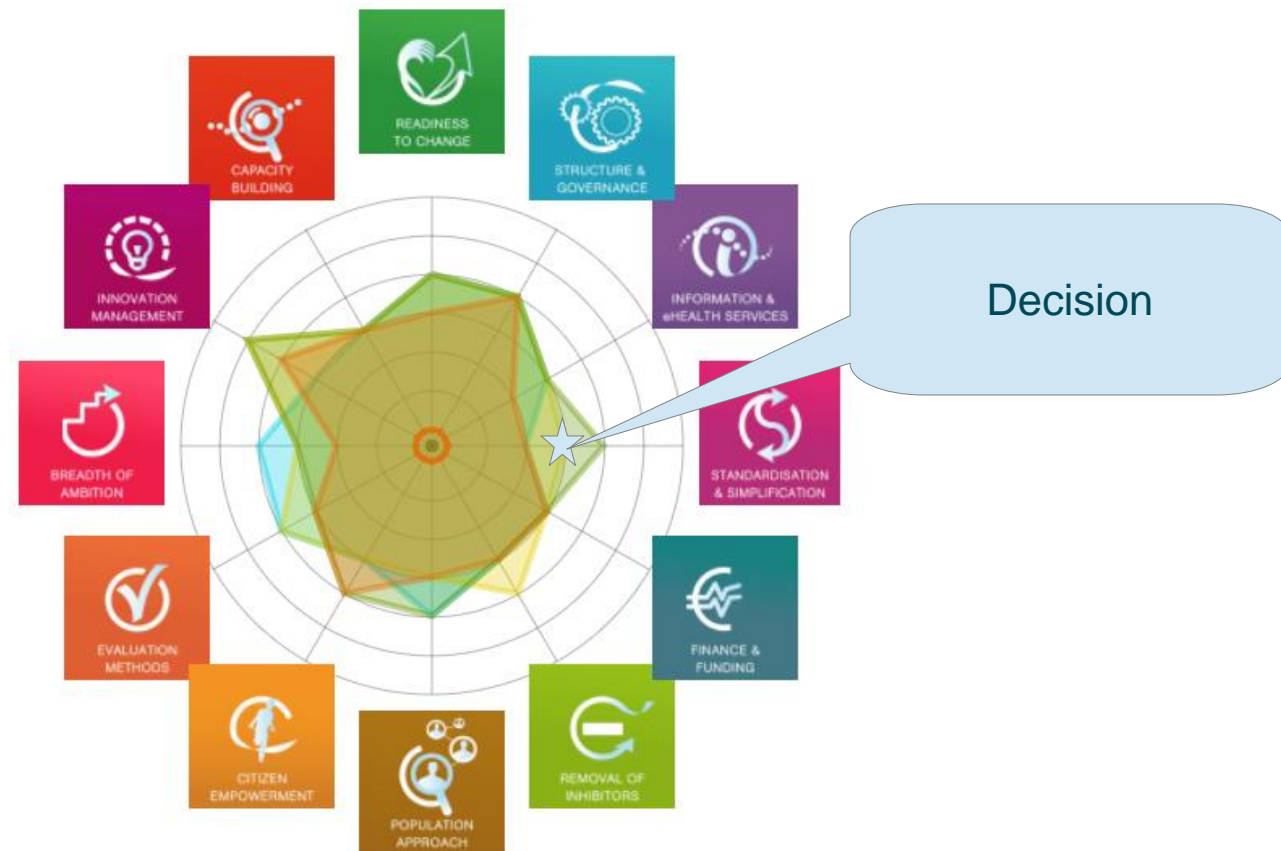 READINESS
TO CHANGE
STRUCTURE &
GOVERNANCE
INFORMATION &
eHEALTH SERVICES
STANDARDISATION
& SIMPLIFICATION
FINANCE &
FUNDING
REMOVAL OF
INHIBITORS
POPULATION
APPROACH
CITIZEN
EMPOWERMENT
EVALUATION
METHODS
BREADTH OF
AMBITION
INNOVATION
MANAGEMENT
CAPACITY
BUILDING
Decision